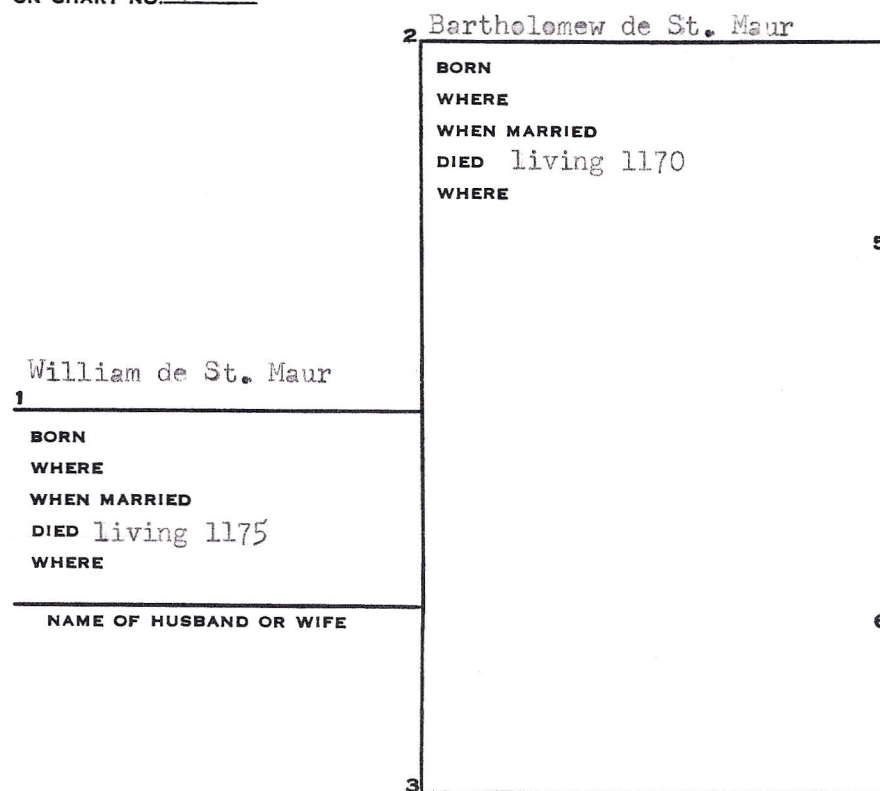 ON CHART NO.
2 Bartholomew de St. Maur
BORN
WHERE
WHEN MARRIED
DIED living 1170
WHERE
5
William de St. Maur
1
BORN
WHERE
WHEN MARRIED
DIED living 1175
WHERE
NAME OF HUSBAND OR WIFE
6
3